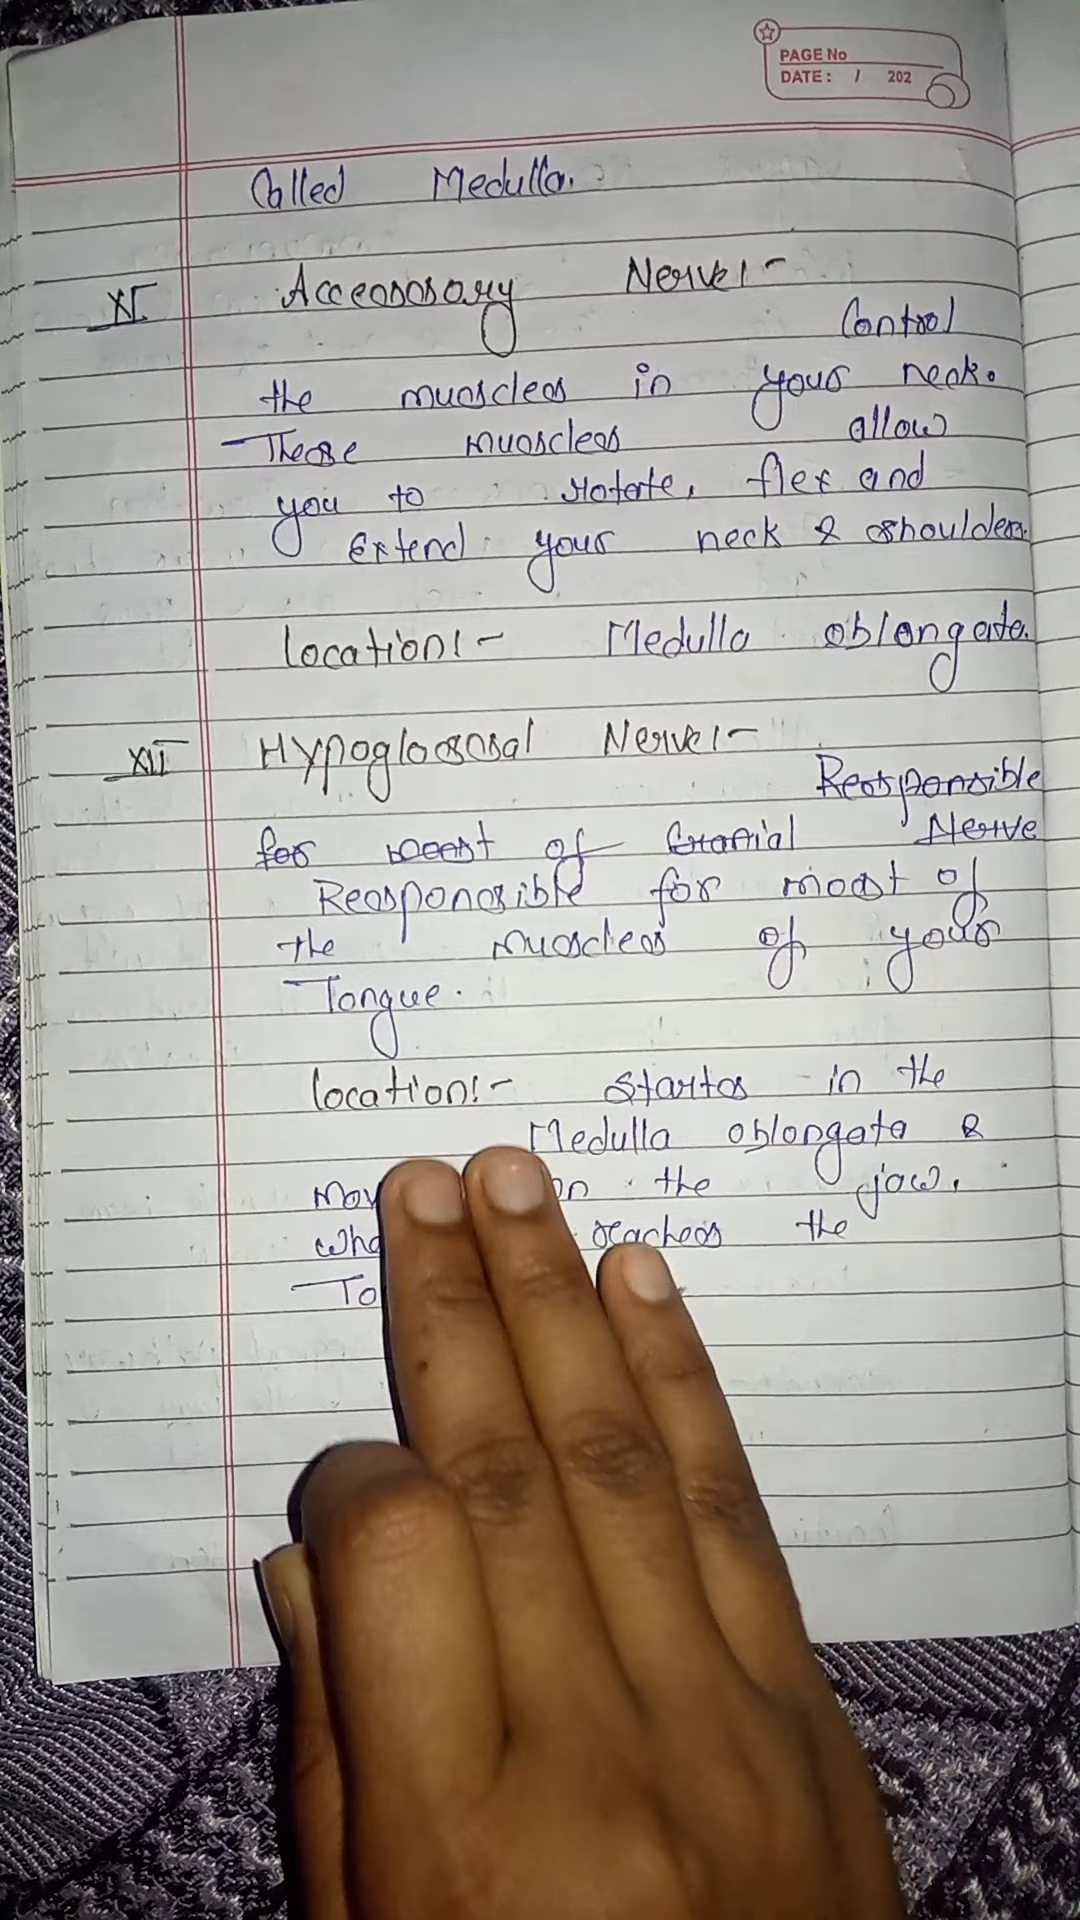 PAGE No
DATE: / 202
Called Medulla.
XI Accessory Nerve:-
Control
the muscles in your neck.
These muscles allow
you to rotate, flex and
Extend your neck & shoulders.
location:- Medulla oblongata.
XII Hypoglossal Nerve:-
Responsible
for most of Cranial Nerve
Responsible for most of
the muscles of your
Tongue.
location:- Starts in the
Medulla oblongata &
the jaw.
reaches the